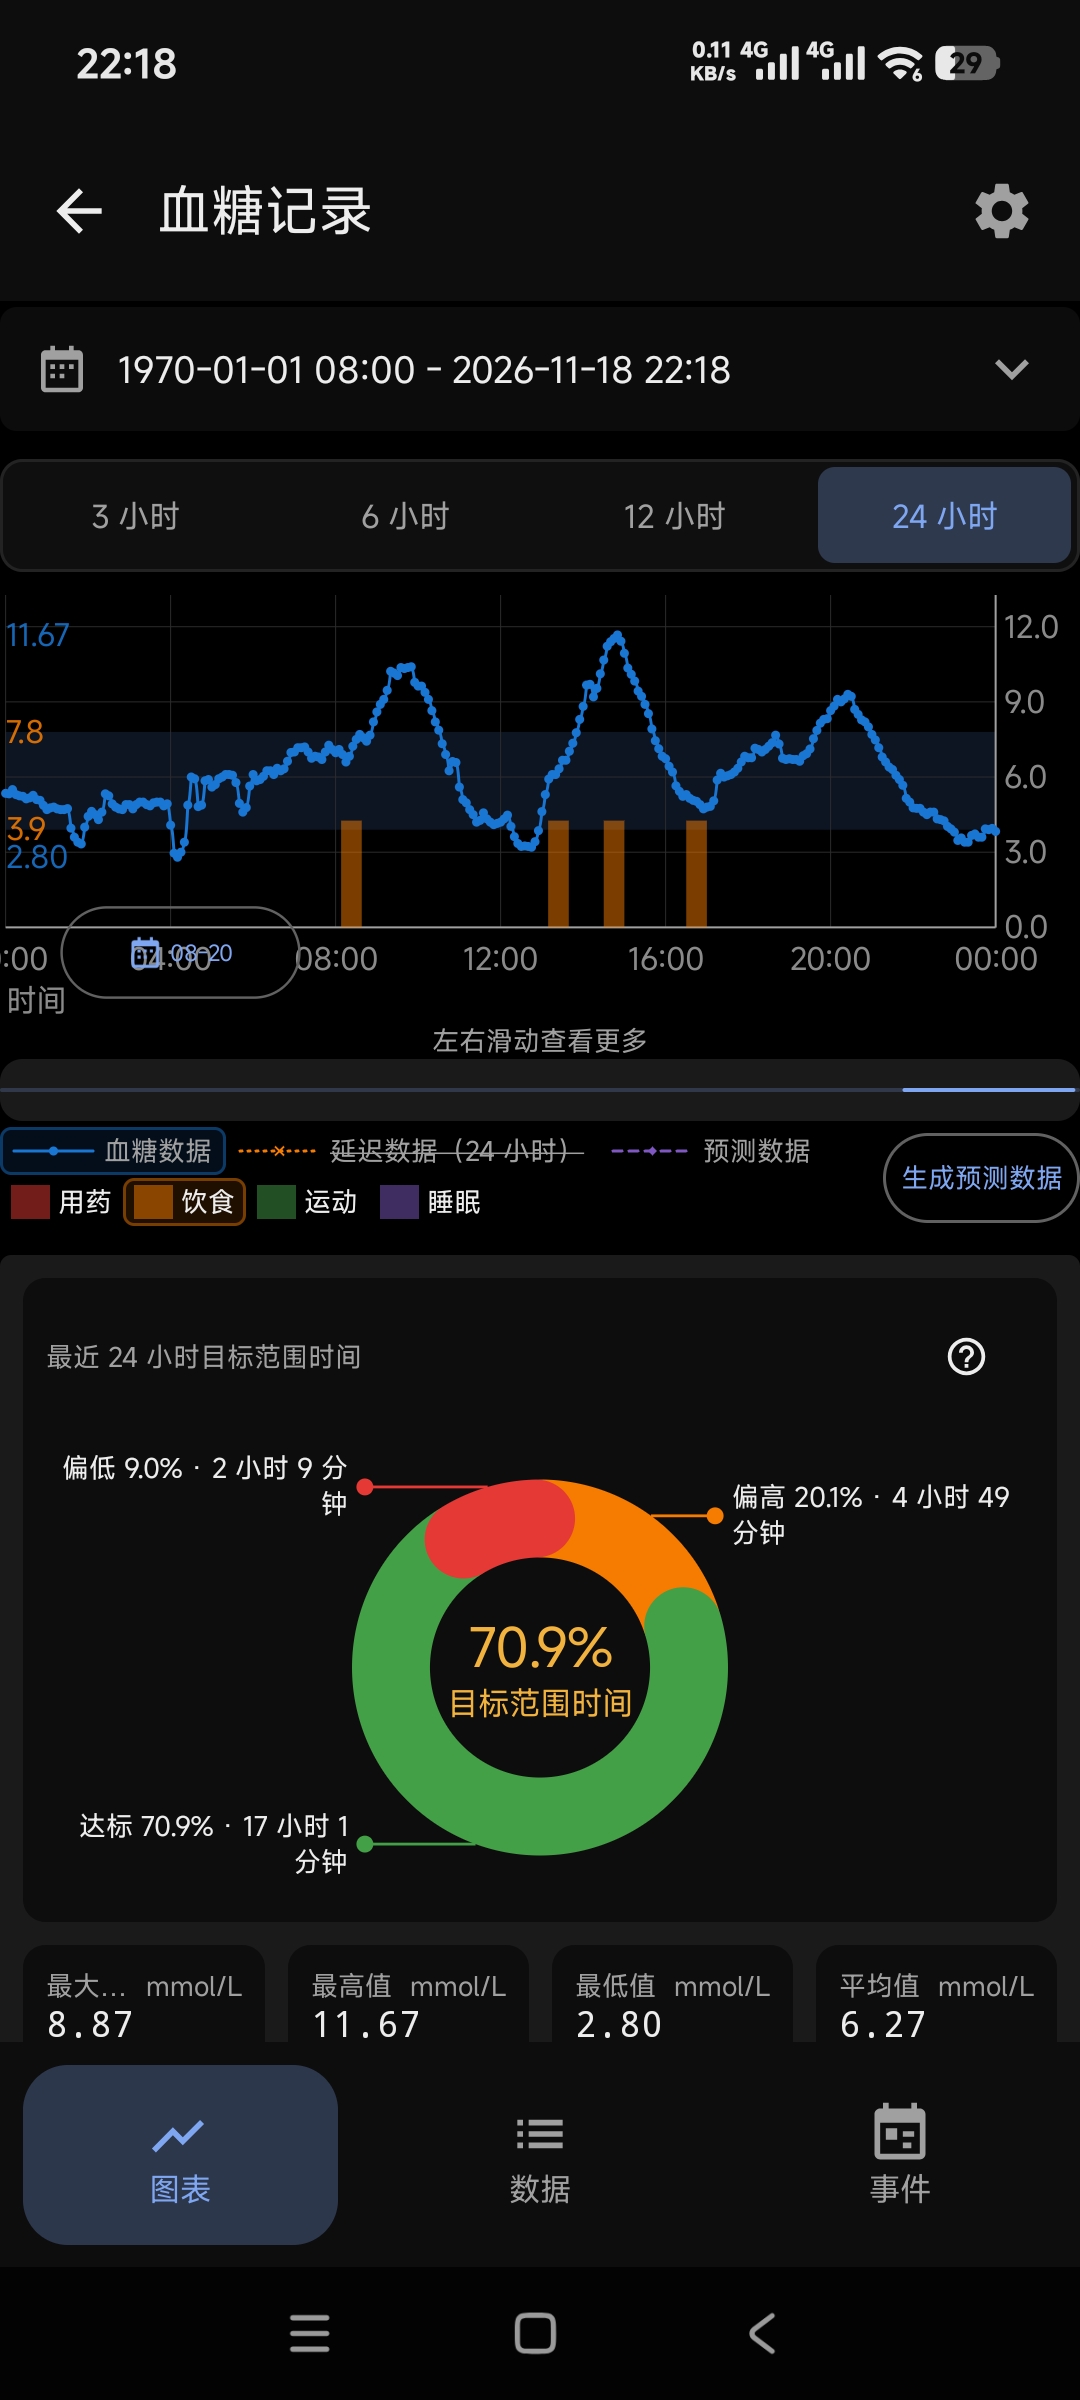 22:18
0.11 KB/s 4G 4G 6 29
血糖记录
1970-01-01 08:00 - 2026-11-18 22:18
3 小时 6 小时 12 小时 24 小时
11.67
7.8
3.9
2.80
12.0
9.0
6.0
3.0
0.0
:00 04:00 08:00 12:00 16:00 20:00 00:00
08-20
时间
左右滑动查看更多
血糖数据 延迟数据（24 小时） 预测数据
生成预测数据
用药 饮食 运动 睡眠
最近 24 小时目标范围时间
偏低 9.0% · 2 小时 9 分
钟
偏高 20.1% · 4 小时 49
分钟
70.9%
目标范围时间
达标 70.9% · 17 小时 1
分钟
最大… mmol/L
8.87
最高值 mmol/L
11.67
最低值 mmol/L
2.80
平均值 mmol/L
6.27
图表 数据 事件